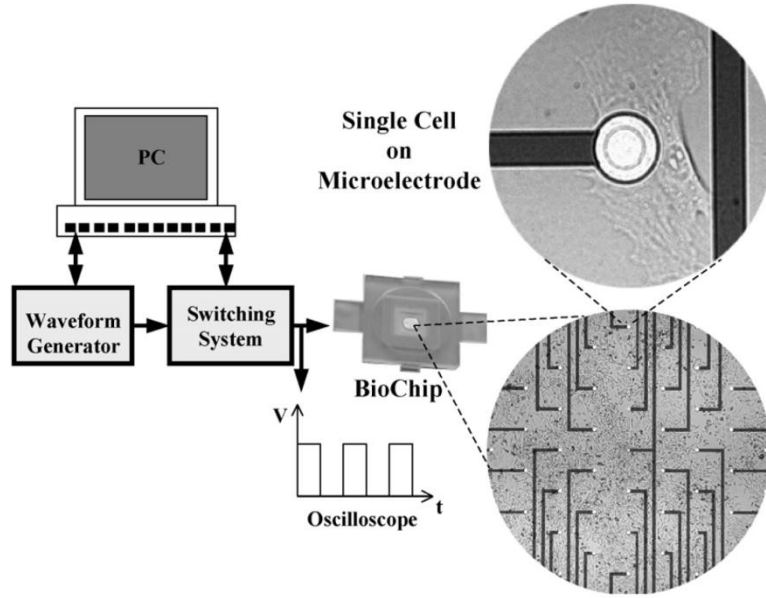 Single Cell
on
Microelectrode
PC
Waveform
Generator
Switching
System
BioChip
V
t
Oscilloscope